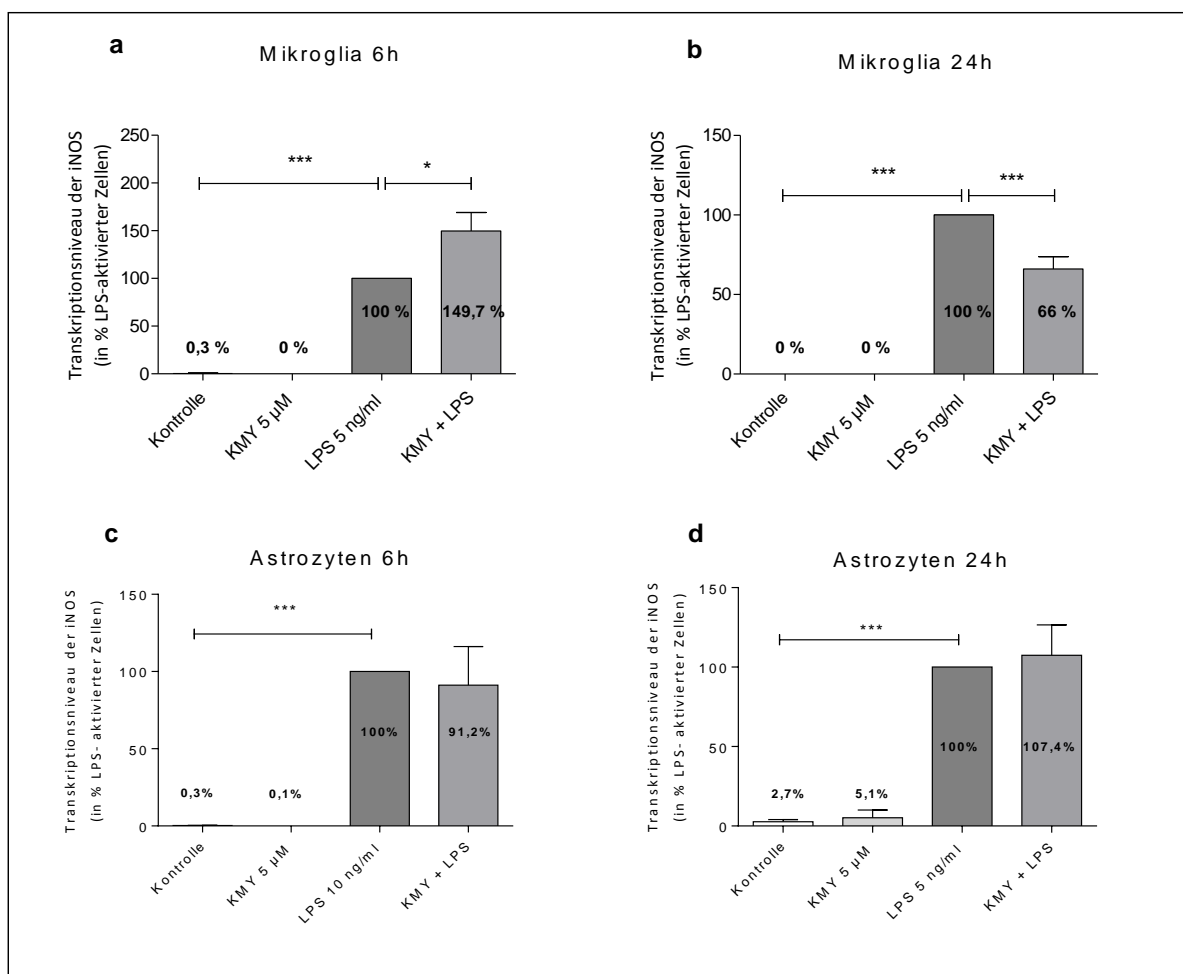 a
Mikroglia 6h
Transkriptionsniveau der iNOS
(in % LPS-aktivierter Zellen)
250
200
150
100
50
0
***
*
0,3 %
0 %
100 %
149,7 %
Kontrolle
KMY 5 µM
LPS 5 ng/ml
KMY + LPS
b
Mikroglia 24h
Transkriptionsniveau der iNOS
(in % LPS-aktivierter Zellen)
150
100
50
0
***
***
0 %
0 %
100 %
66 %
Kontrolle
KMY 5 µM
LPS 5 ng/ml
KMY + LPS
c
Astrozyten 6h
Transkriptionsniveau der iNOS
(in % LPS- aktivierter Zellen)
150
100
50
0
***
0,3%
0,1%
100%
91,2%
Kontrolle
KMY 5 µM
LPS 10 ng/ml
KMY + LPS
d
Astrozyten 24h
Transkriptionsniveau der iNOS
(in % LPS- aktivierter Zellen)
150
100
50
0
***
2,7%
5,1%
100%
107,4%
Kontrolle
KMY 5 µM
LPS 5 ng/ml
KMY + LPS